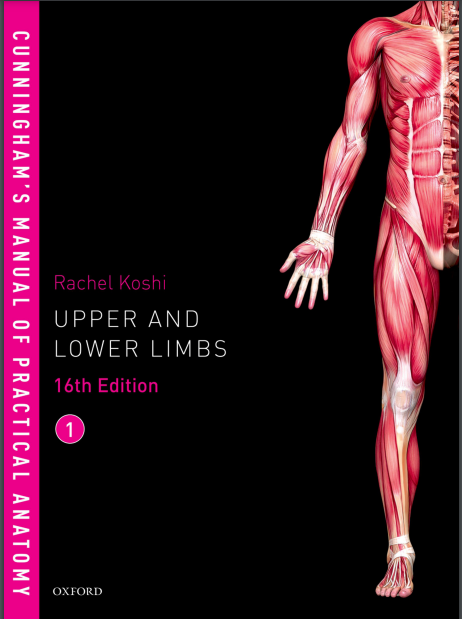 CUNNINGHAM'S MANUAL OF PRACTICAL ANATOMY
Rachel Koshi
UPPER AND
LOWER LIMBS
16th Edition
1
OXFORD